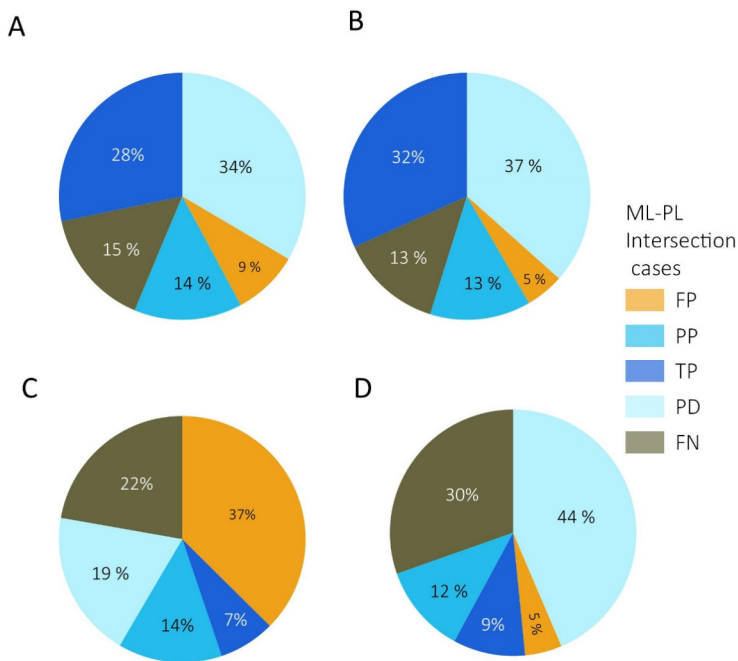 A
B
28%
34%
15 %
14 %
9 %
32%
37 %
13 %
13 %
5 %
ML-PL
Intersection
cases
FP
PP
TP
PD
FN
C
D
22%
37%
19 %
14%
7%
30%
44 %
12 %
9%
5 %